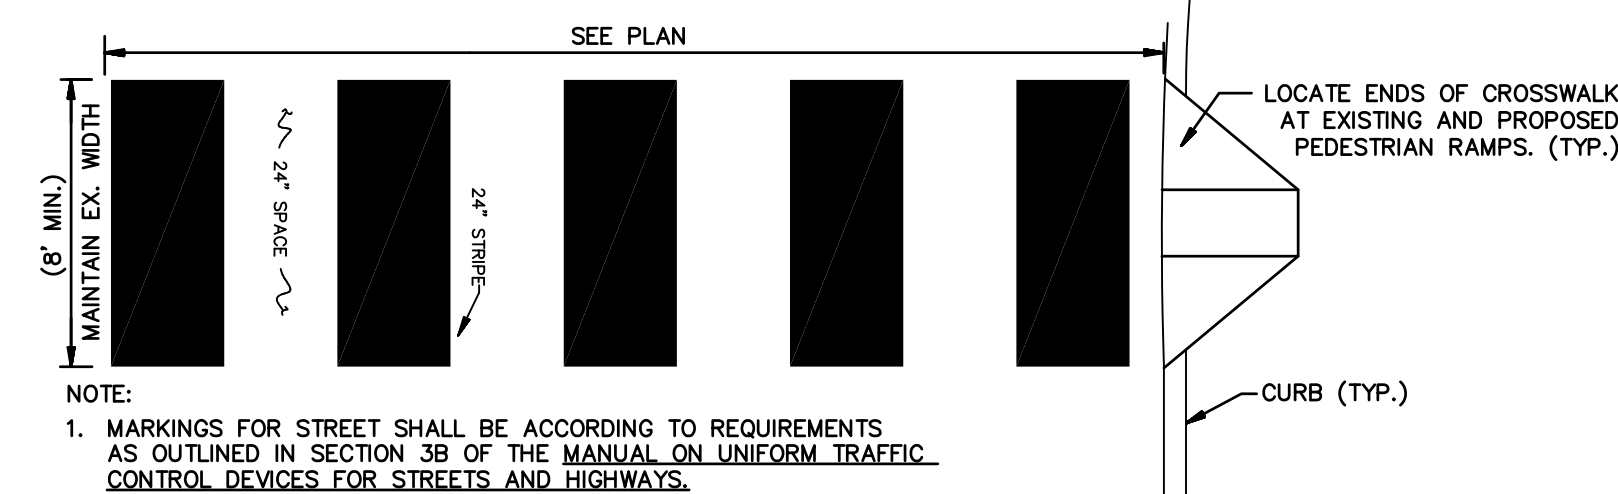 SEE PLAN
LOCATE ENDS OF CROSSWALK
AT EXISTING AND PROPOSED
PEDESTRIAN RAMPS. (TYP.)
(8' MIN.)
MAINTAIN EX. WIDTH
24" SPACE
24" STRIPE
CURB (TYP.)
NOTE:
1. MARKINGS FOR STREET SHALL BE ACCORDING TO REQUIREMENTS
AS OUTLINED IN SECTION 3B OF THE MANUAL ON UNIFORM TRAFFIC
CONTROL DEVICES FOR STREETS AND HIGHWAYS.